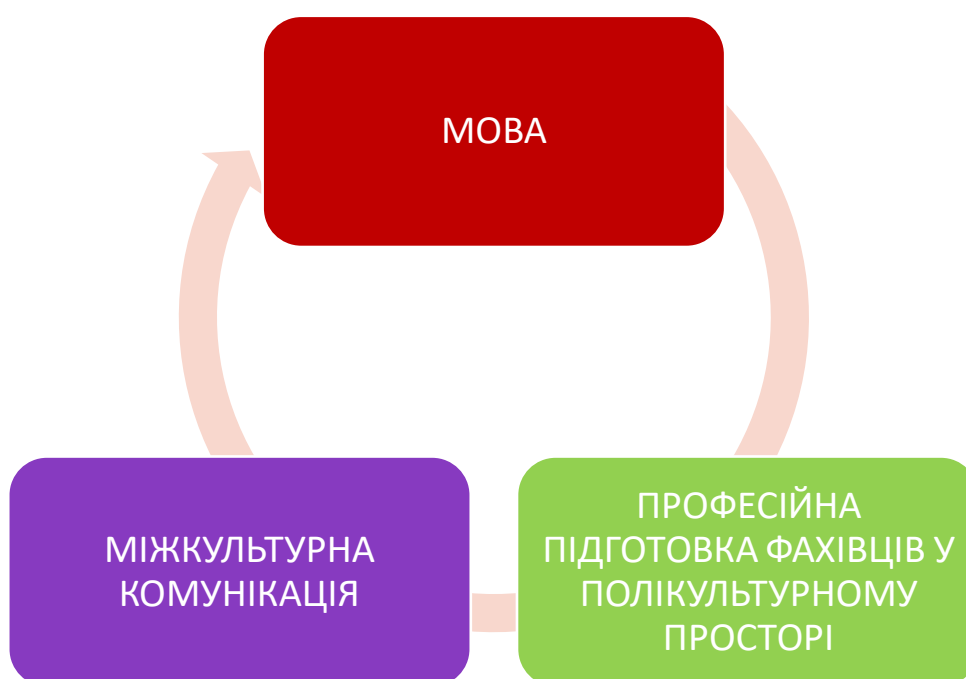 МОВА
МІЖКУЛЬТУРНА
КОМУНІКАЦІЯ
ПРОФЕСІЙНА
ПІДГОТОВКА ФАХІВЦІВ У
ПОЛІКУЛЬТУРНОМУ
ПРОСТОРІ